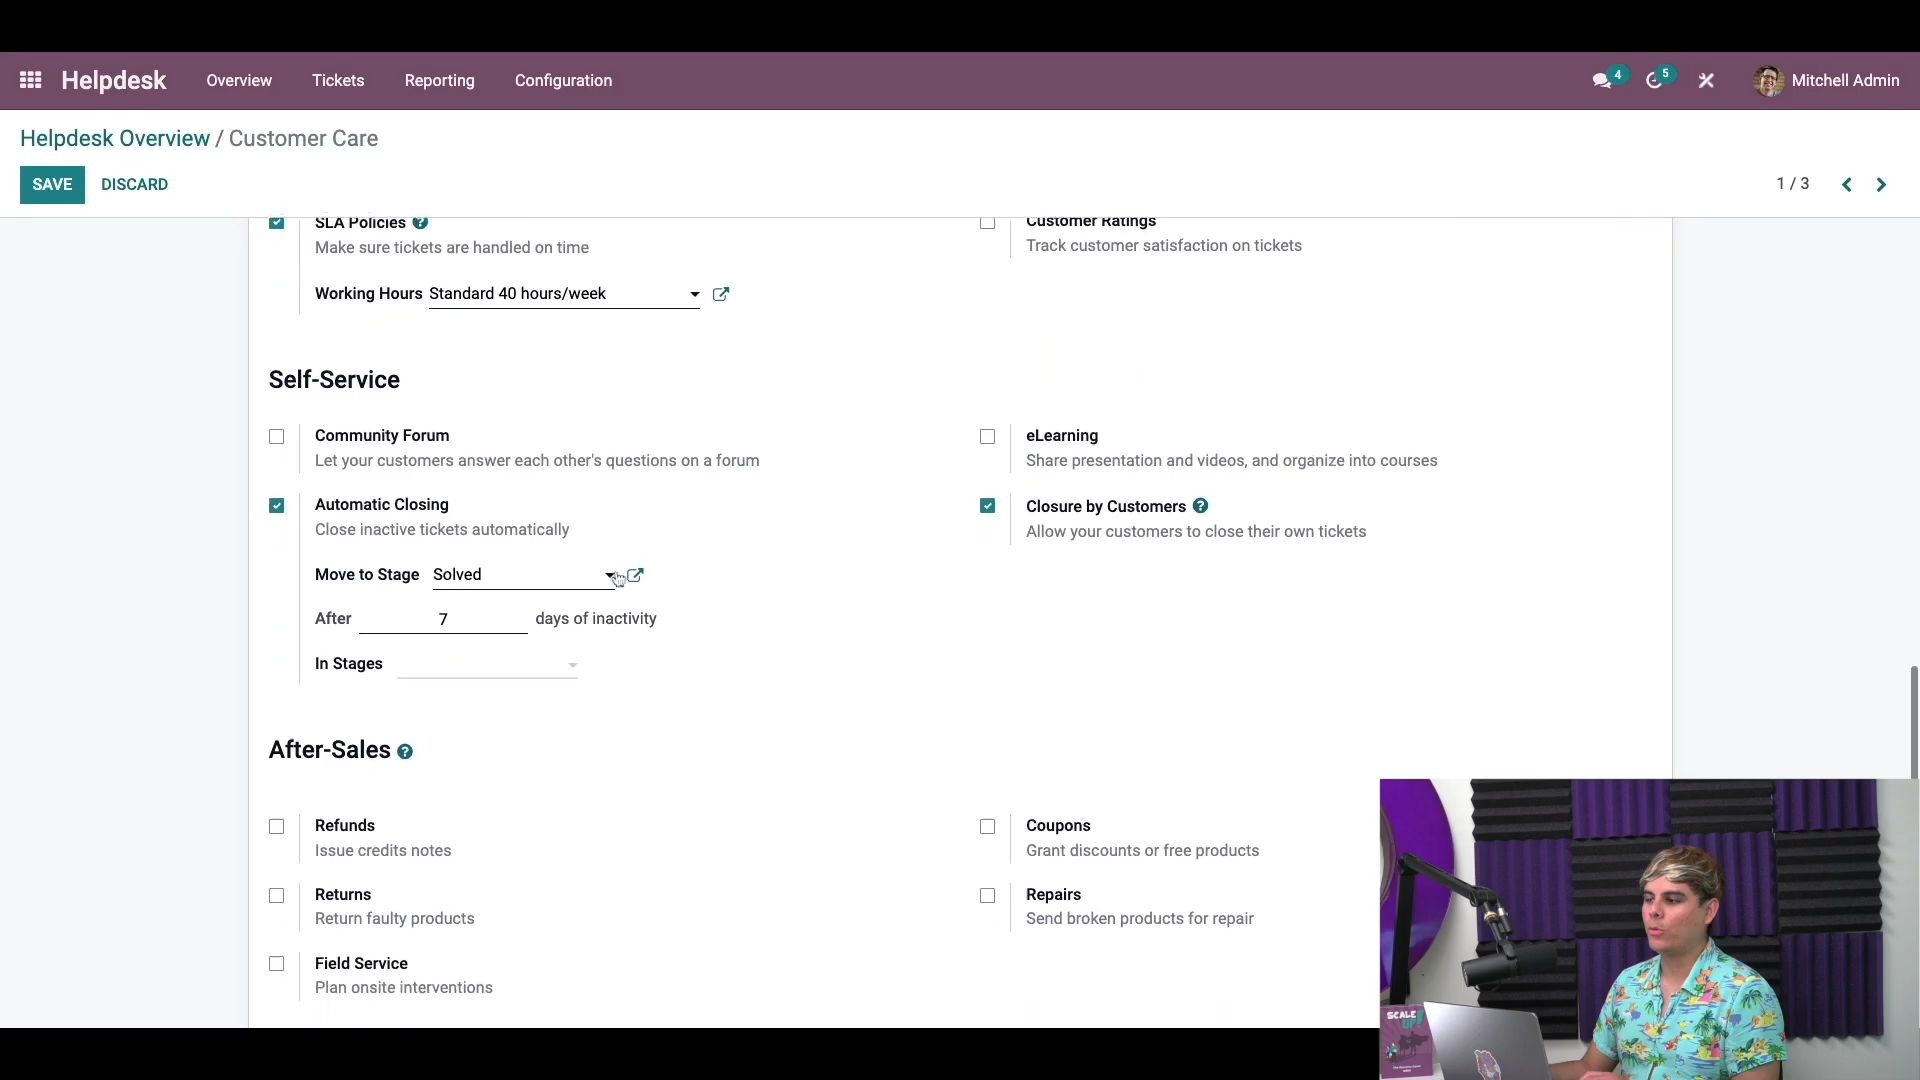 Helpdesk Overview Tickets Reporting Configuration 4 5 Mitchell Admin
Helpdesk Overview / Customer Care
SAVE DISCARD 1 / 3
SLA Policies ?
Make sure tickets are handled on time
Working Hours Standard 40 hours/week
Customer Ratings
Track customer satisfaction on tickets
Self-Service
Community Forum
Let your customers answer each other's questions on a forum
eLearning
Share presentation and videos, and organize into courses
Automatic Closing
Close inactive tickets automatically
Move to Stage Solved
After 7 days of inactivity
In Stages
Closure by Customers ?
Allow your customers to close their own tickets
After-Sales ?
Refunds
Issue credits notes
Coupons
Grant discounts or free products
Returns
Return faulty products
Repairs
Send broken products for repair
Field Service
Plan onsite interventions
SCALE
UP!